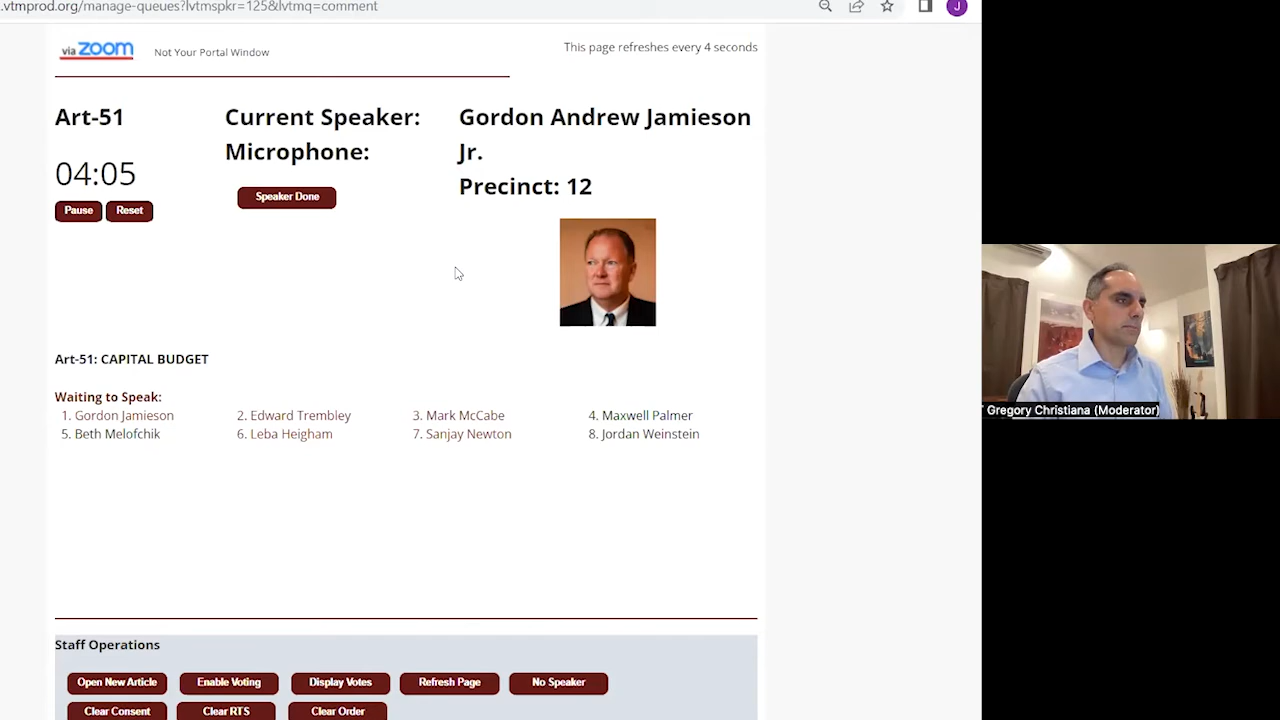 .vtmprod.org/manage-queues?lvtmspkr=125&lvtmq=comment
J
via zoom Not Your Portal Window This page refreshes every 4 seconds
Art-51 Current Speaker: Gordon Andrew Jamieson
Microphone: Jr.
04:05 Precinct: 12
Speaker Done
Pause Reset
Art-51: CAPITAL BUDGET
Waiting to Speak:
1. Gordon Jamieson 2. Edward Trembley 3. Mark McCabe 4. Maxwell Palmer
5. Beth Melofchik 6. Leba Heigham 7. Sanjay Newton 8. Jordan Weinstein
Gregory Christiana (Moderator)
Staff Operations
Open New Article Enable Voting Display Votes Refresh Page No Speaker
Clear Consent Clear RTS Clear Order